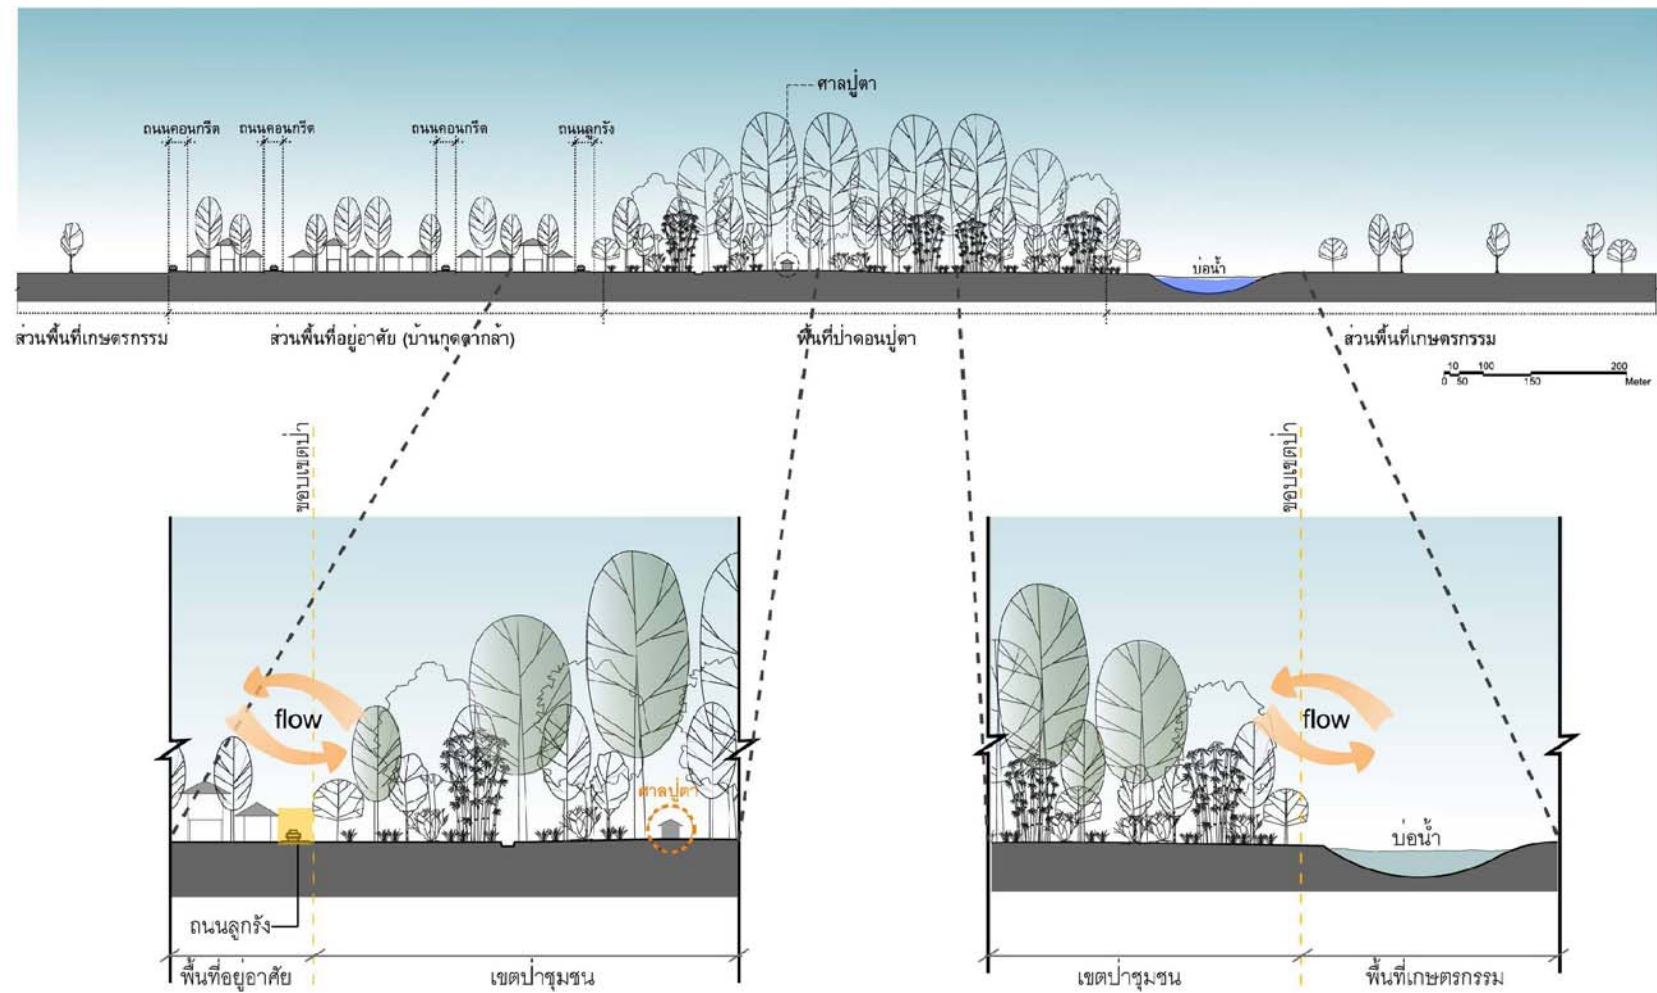 ศาลปู่ตา
ถนนคอนกรีต ถนนคอนกรีต ถนนคอนกรีต ถนนลูกรัง
บ่อน้ำ
ส่วนพื้นที่เกษตรกรรม ส่วนพื้นที่อยู่อาศัย (บ้านกุดตากล้า) พื้นที่ป่าดอนปู่ตา ส่วนพื้นที่เกษตรกรรม
10 100 200
0 50 150 Meter
ขอบเขตป่า
ขอบเขตป่า
flow
flow
ศาลปู่ตา
บ่อน้ำ
ถนนลูกรัง
พื้นที่อยู่อาศัย เขตป่าชุมชน
เขตป่าชุมชน พื้นที่เกษตรกรรม